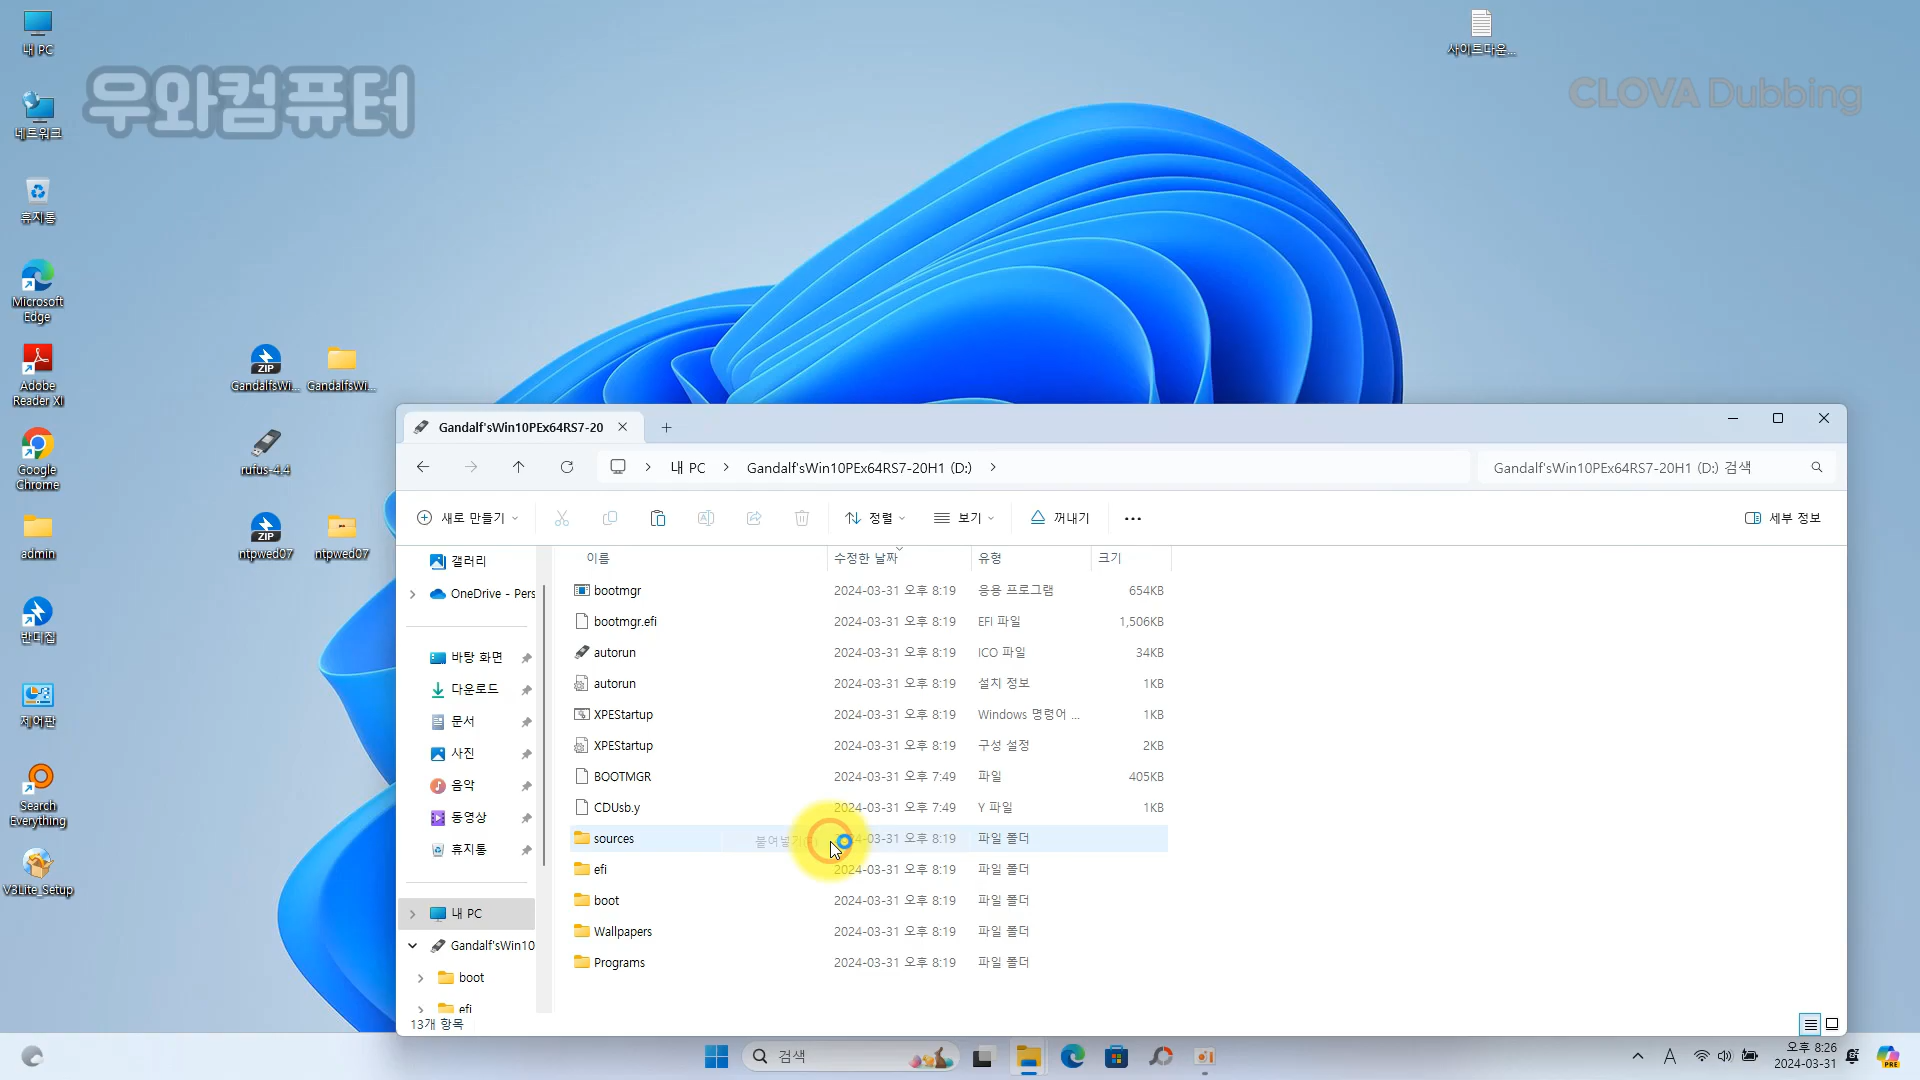 내 PC
네트워크
휴지통
Microsoft
Edge
Adobe
Reader XI
Google
Chrome
admin
반디집
제어판
Search
Everything
V3Lite_Setup
우와컴퓨터
ZIP
GandalfsWi...
GandalfsWi...
rufus-4.4
ZIP
ntpwed07
ntpwed07
사이트다운...
CLOVA Dubbing
Gandalf'sWin10PEx64RS7-20
내 PC
Gandalf'sWin10PEx64RS7-20H1 (D:)
Gandalf'sWin10PEx64RS7-20H1 (D:) 검색
새로 만들기
정렬
보기
꺼내기
세부 정보
갤러리
OneDrive - Pers
바탕 화면
다운로드
문서
사진
음악
동영상
휴지통
내 PC
Gandalf'sWin10
boot
efi
이름 수정한 날짜 유형 크기
bootmgr 2024-03-31 오후 8:19 응용 프로그램 654KB
bootmgr.efi 2024-03-31 오후 8:19 EFI 파일 1,506KB
autorun 2024-03-31 오후 8:19 ICO 파일 34KB
autorun 2024-03-31 오후 8:19 설치 정보 1KB
XPEStartup 2024-03-31 오후 8:19 Windows 명령어 ... 1KB
XPEStartup 2024-03-31 오후 8:19 구성 설정 2KB
BOOTMGR 2024-03-31 오후 7:49 파일 405KB
CDUsb.y 2024-03-31 오후 7:49 Y 파일 1KB
sources 붙여넣기 24-03-31 오후 8:19 파일 폴더
efi 2024-03-31 오후 8:19 파일 폴더
boot 2024-03-31 오후 8:19 파일 폴더
Wallpapers 2024-03-31 오후 8:19 파일 폴더
Programs 2024-03-31 오후 8:19 파일 폴더
13개 항목
검색
A
오후 8:26
2024-03-31
PRE